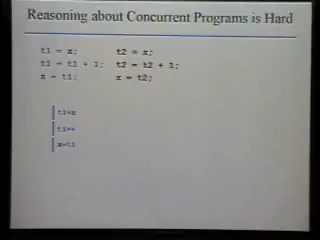 Reasoning about Concurrent Programs is Hard
t1 = x; t2 = x;
t1 = t1 + 1; t2 = t2 + 1;
x = t1; x = t2;
t1=x
t1++
x=t1